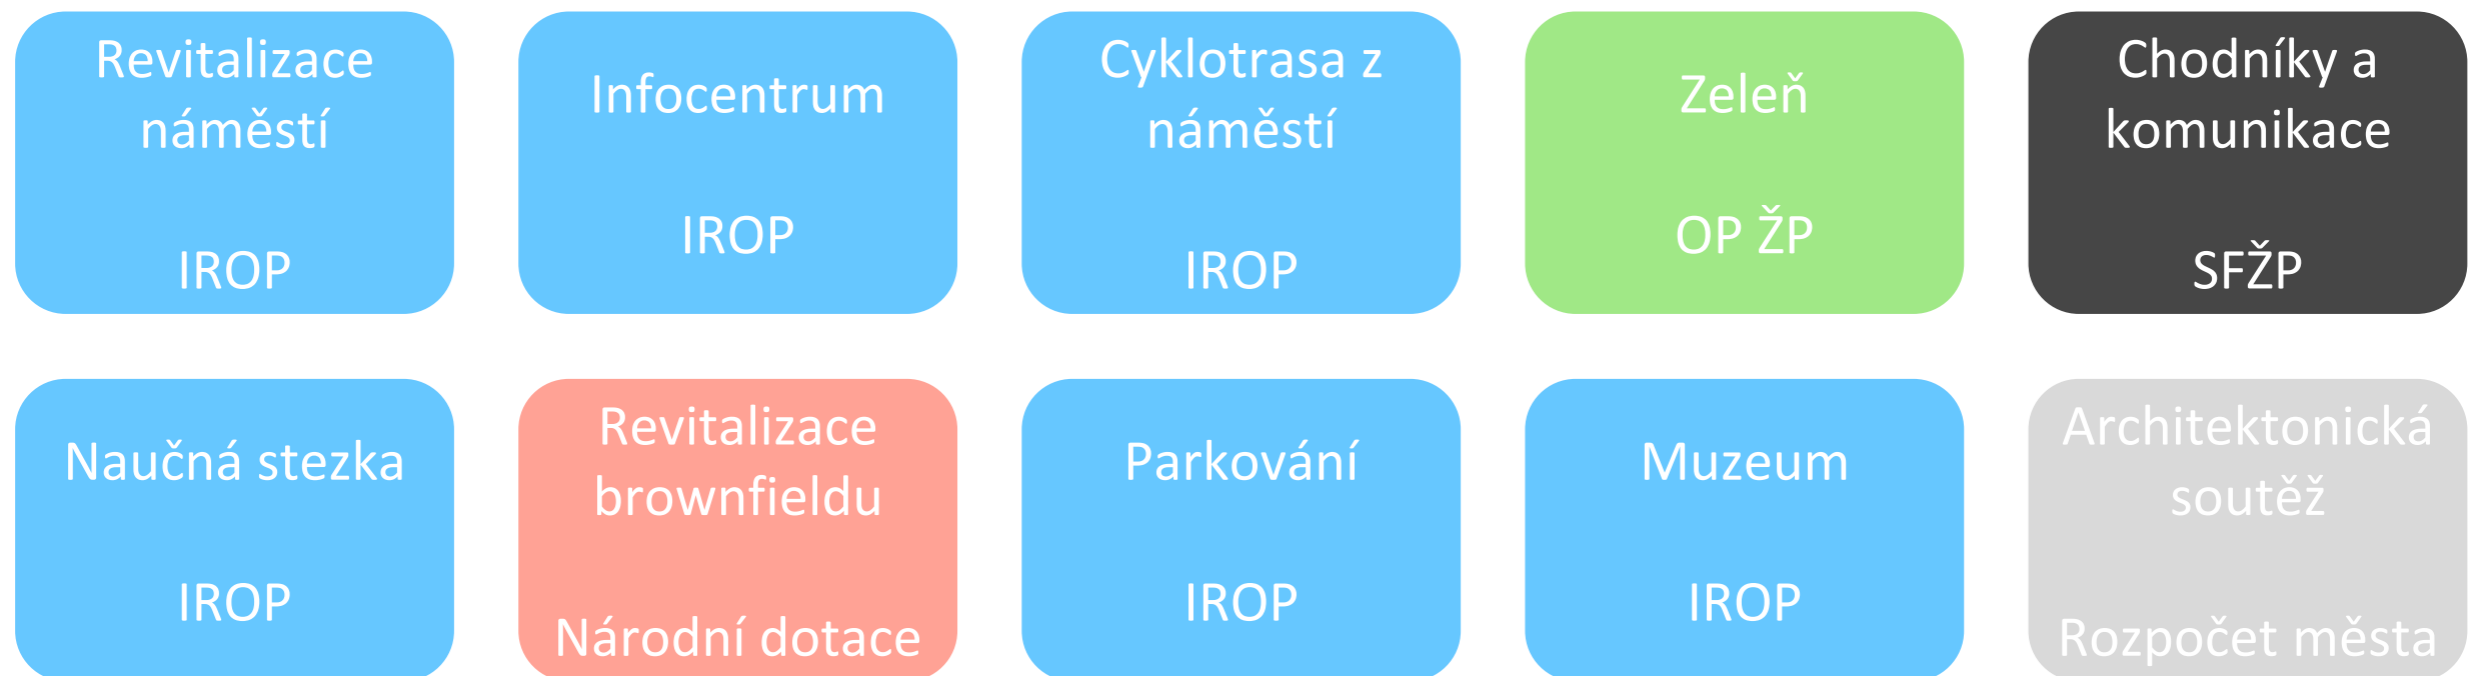 Revitalizace
náměstí
IROP
Infocentrum
IROP
Cyklotrasa z
náměstí
IROP
Zeleň
OP ŽP
Chodníky a
komunikace
SFŽP
Naučná stezka
IROP
Revitalizace
brownfieldu
Národní dotace
Parkování
IROP
Muzeum
IROP
Architektonická
soutěž
Rozpočet města